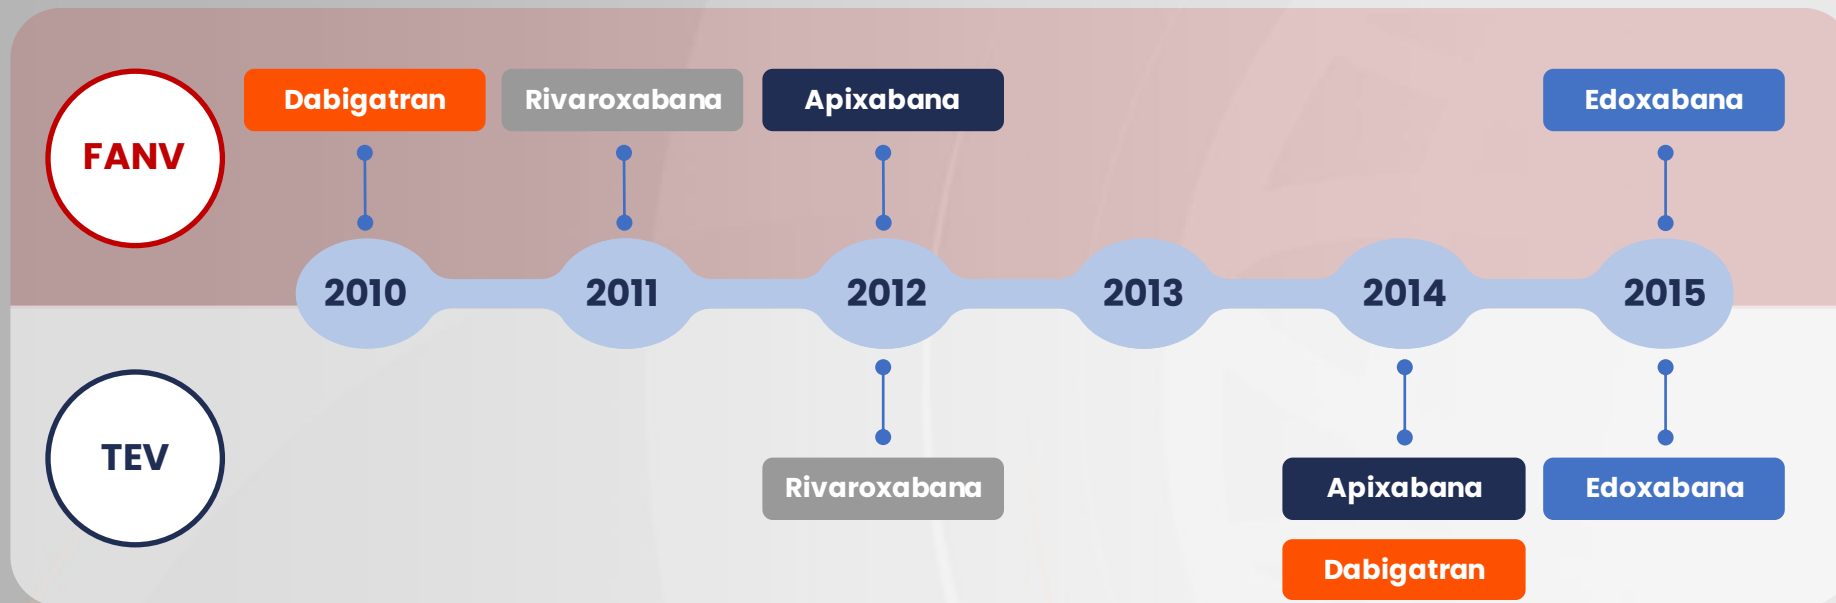 Dabigatran
Rivaroxabana
Apixabana
Edoxabana
FANV
2010
2011
2012
2013
2014
2015
TEV
Rivaroxabana
Apixabana
Edoxabana
Dabigatran